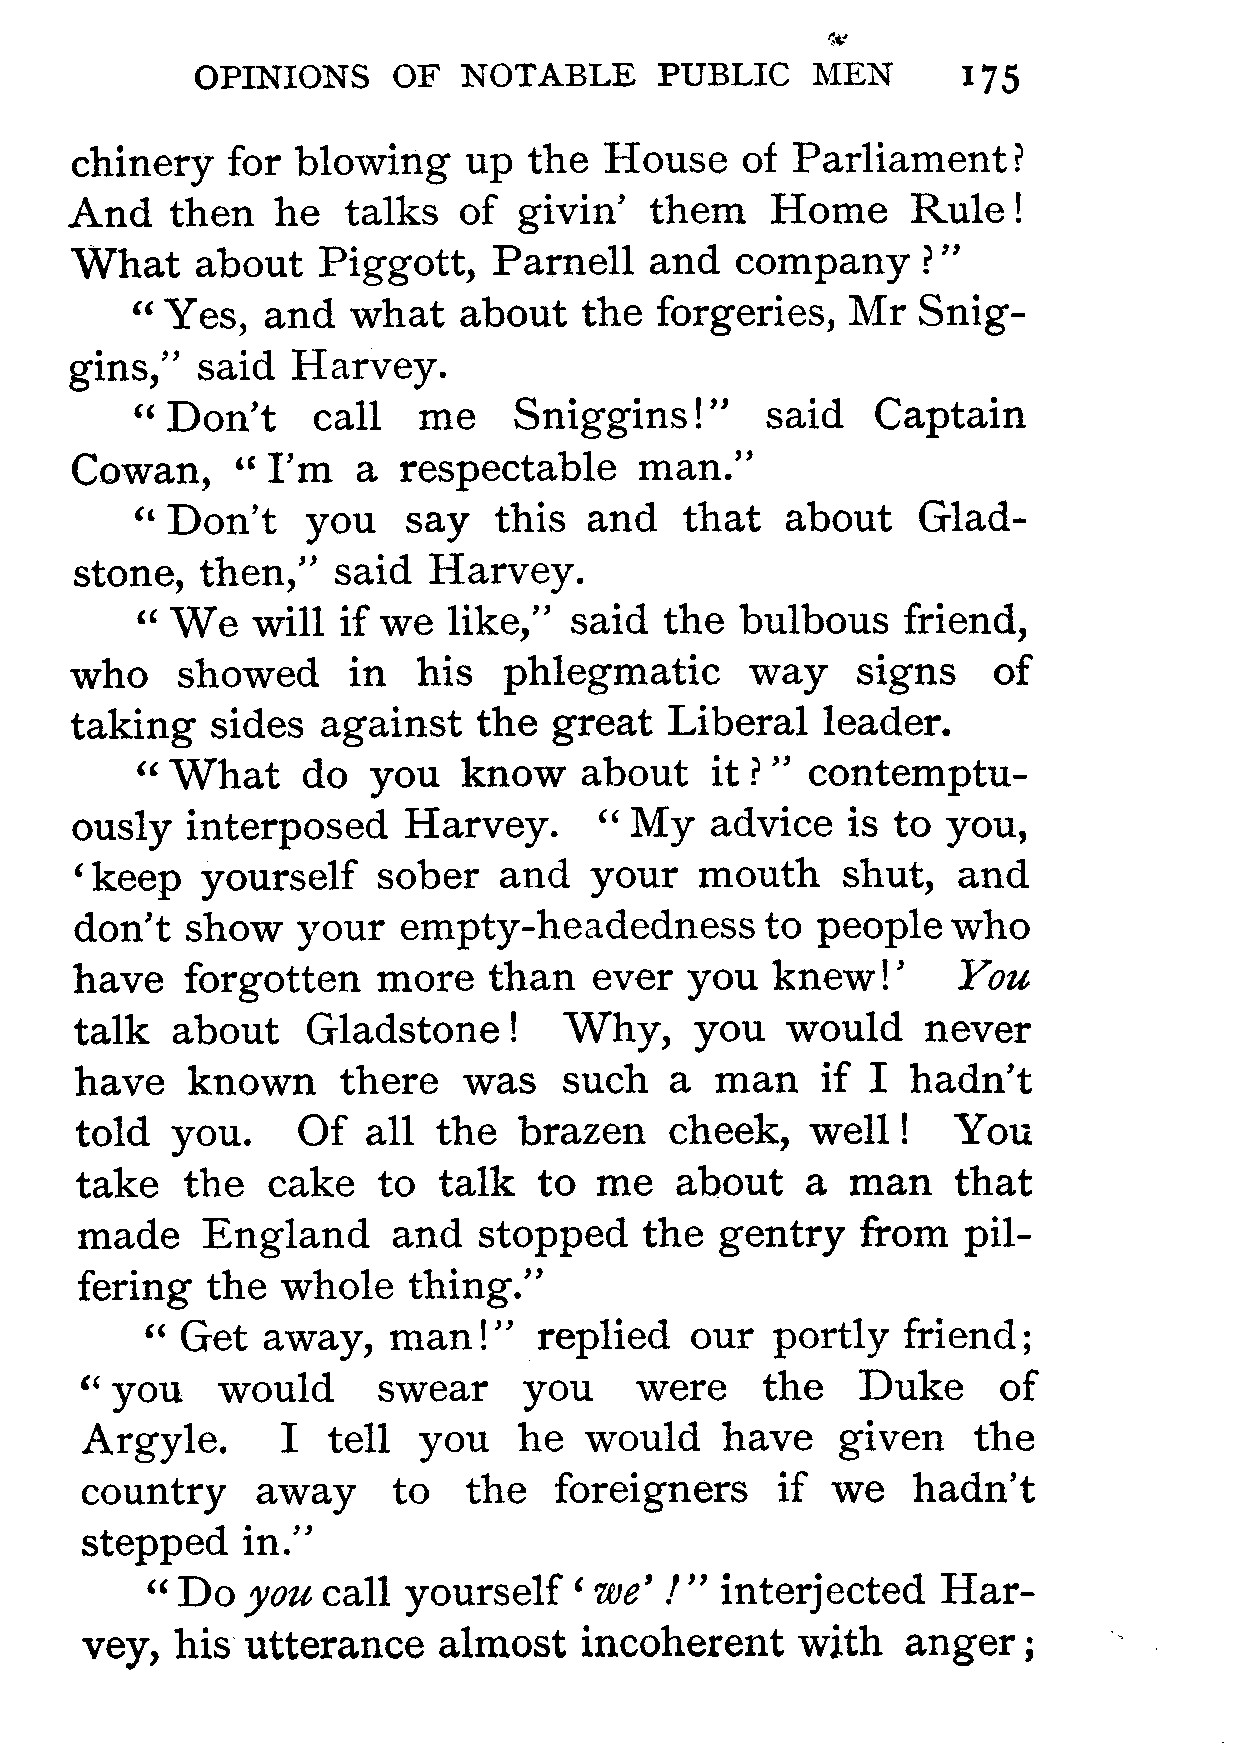 OPINIONS OF NOTABLE PUBLIC MEN 175
chinery for blowing up the House of Parliament?
And then he talks of givin' them Home Rule!
What about Piggott, Parnell and company?"
"Yes, and what about the forgeries, Mr Snig-
gins," said Harvey.
"Don't call me Sniggins!" said Captain
Cowan, "I'm a respectable man."
"Don't you say this and that about Glad-
stone, then," said Harvey.
"We will if we like," said the bulbous friend,
who showed in his phlegmatic way signs of
taking sides against the great Liberal leader.
"What do you know about it?" contemptu-
ously interposed Harvey. "My advice is to you,
'keep yourself sober and your mouth shut, and
don't show your empty-headedness to people who
have forgotten more than ever you knew!' You
talk about Gladstone! Why, you would never
have known there was such a man if I hadn't
told you. Of all the brazen cheek, well! You
take the cake to talk to me about a man that
made England and stopped the gentry from pil-
fering the whole thing."
"Get away, man!" replied our portly friend;
"you would swear you were the Duke of
Argyle. I tell you he would have given the
country away to the foreigners if we hadn't
stepped in."
"Do you call yourself 'we'!" interjected Har-
vey, his utterance almost incoherent with anger;